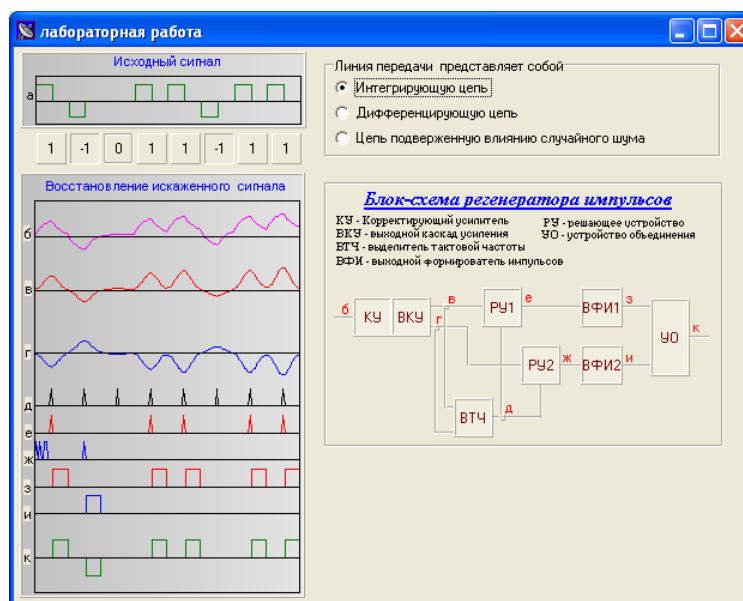 лабораторная работа
Исходный сигнал
а
1 -1 0 1 1 -1 1 1
Восстановление искаженного сигнала
б
в
г
д
е
ж
з
и
к
Линия передачи представляет собой
Интегрирующую цепь
Дифференцирующую цепь
Цепь подверженную влиянию случайного шума
Блок-схема регенератора импульсов
КУ - Корректирующий усилитель
ВКУ - выходной каскад усиления
ВТЧ - выделитель тактовой частоты
ВФИ - выходной формирователь импульсов
РУ - решающее устройство
УО - устройство объединения
б КУ ВКУ в г РУ1 е ВФИ1 з УО к
РУ2 ж ВФИ2 и
ВТЧ д